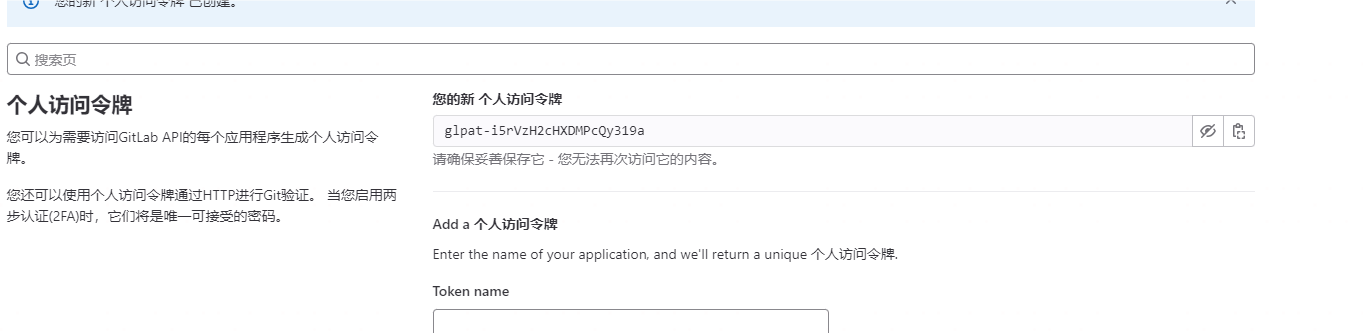 您的新 个人访问令牌 已创建。
搜索页
个人访问令牌
您可以为需要访问GitLab API的每个应用程序生成个人访问令
牌。
您还可以使用个人访问令牌通过HTTP进行Git验证。 当您启用两
步认证(2FA)时，它们将是唯一可接受的密码。
您的新 个人访问令牌
glpat-i5rVzH2cHXDMPcQy319a
请确保妥善保存它 - 您无法再次访问它的内容。
Add a 个人访问令牌
Enter the name of your application, and we'll return a unique 个人访问令牌.
Token name